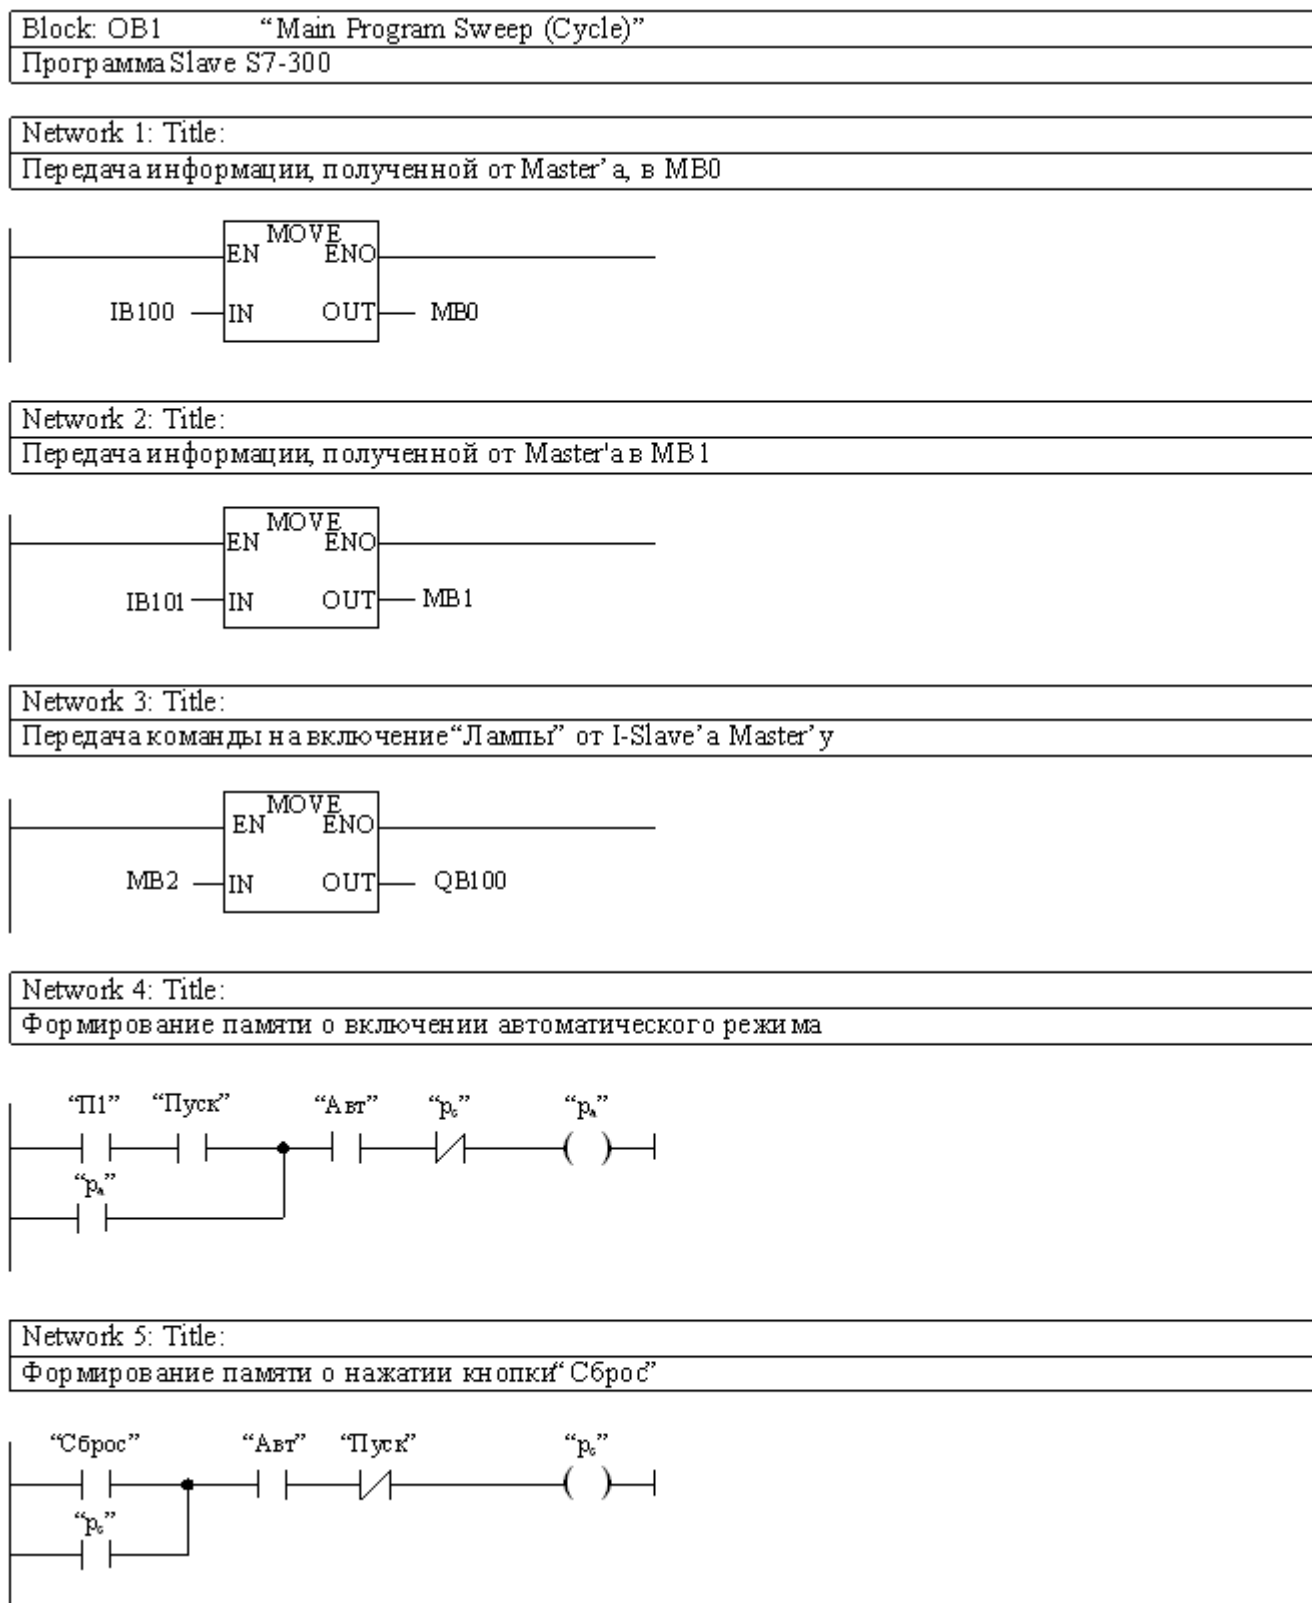 Block: OB1 “Main Program Sweep (Cycle)”
Программа Slave S7-300
Network 1: Title:
Передача информации, полученной от Master’а, в MB0
MOVE
EN ENO
IB100 IN OUT MB0
Network 2: Title:
Передача информации, полученной от Master'а в MB1
MOVE
EN ENO
IB101 IN OUT MB1
Network 3: Title:
Передача команды на включение “Лампы” от I-Slave’а Master’у
MOVE
EN ENO
MB2 IN OUT QB100
Network 4: Title:
Формирование памяти о включении автоматического режима
“П1” “Пуск” “Авт” “pс” “pа”
“pа”
Network 5: Title:
Формирование памяти о нажатии кнопки “Сброс”
“Сброс” “Авт” “Пуск” “pс”
“pс”